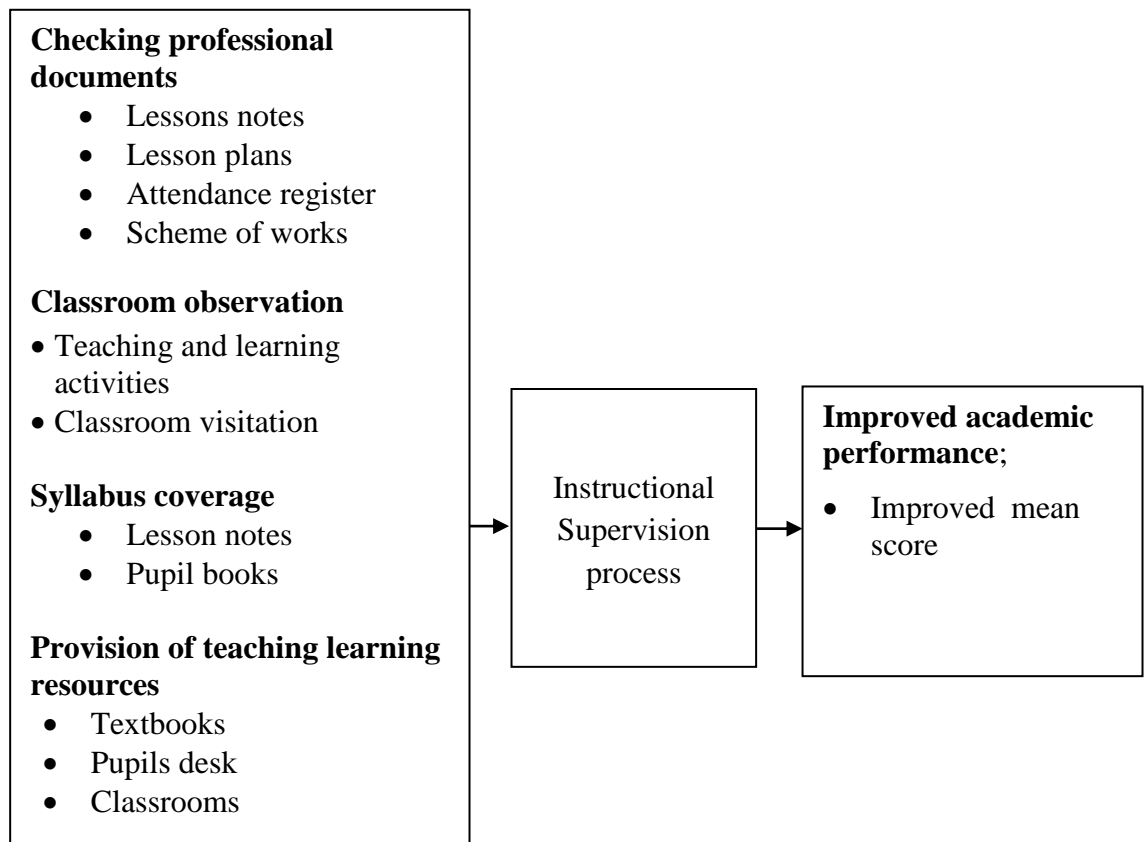 Checking professional
documents
• Lessons notes
• Lesson plans
• Attendance register
• Scheme of works
Classroom observation
• Teaching and learning
activities
• Classroom visitation
Syllabus coverage
• Lesson notes
• Pupil books
Provision of teaching learning
resources
• Textbooks
• Pupils desk
• Classrooms
Instructional
Supervision
process
Improved academic
performance;
• Improved mean
score